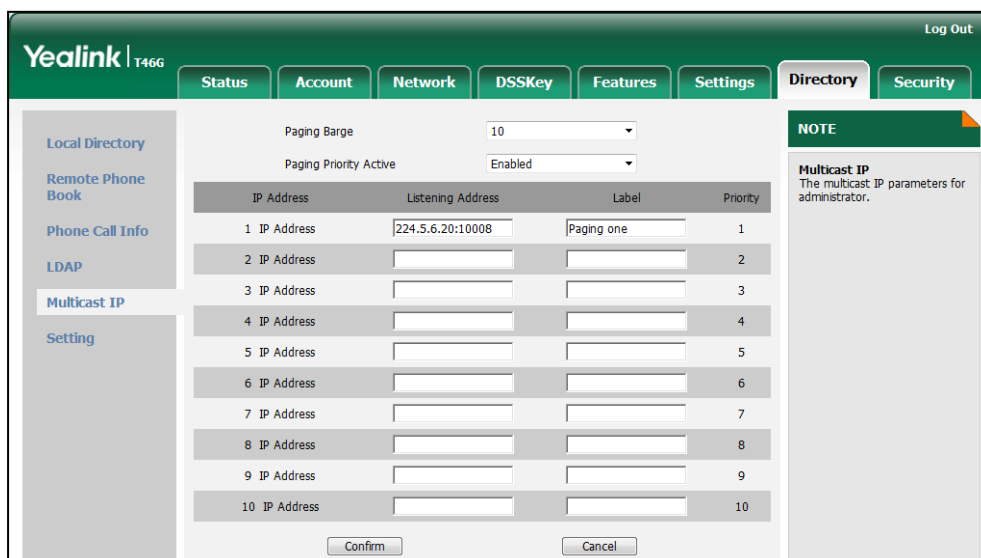 Log Out
Yealink T46G
Status Account Network DSSKey Features Settings Directory Security
Local Directory
Remote Phone
Book
Phone Call Info
LDAP
Multicast IP
Setting
Paging Barge 10
Paging Priority Active Enabled
IP Address Listening Address Label Priority
1 IP Address 224.5.6.20:10008 Paging one 1
2 IP Address 2
3 IP Address 3
4 IP Address 4
5 IP Address 5
6 IP Address 6
7 IP Address 7
8 IP Address 8
9 IP Address 9
10 IP Address 10
Confirm Cancel
NOTE
Multicast IP
The multicast IP parameters for
administrator.